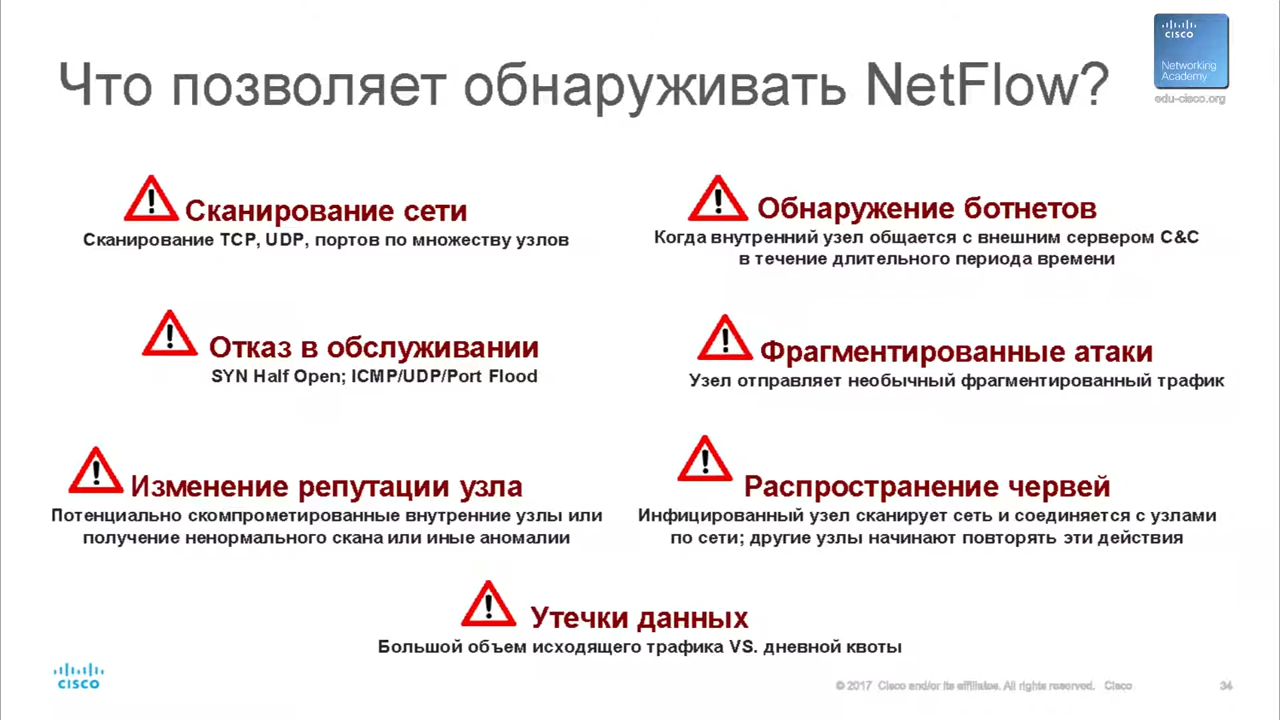 Что позволяет обнаруживать NetFlow?
CISCO
Networking
Academy
edu-cisco.org
Сканирование сети
Сканирование TCP, UDP, портов по множеству узлов
Обнаружение ботнетов
Когда внутренний узел общается с внешним сервером C&C
в течение длительного периода времени
Отказ в обслуживании
SYN Half Open; ICMP/UDP/Port Flood
Фрагментированные атаки
Узел отправляет необычный фрагментированный трафик
Изменение репутации узла
Потенциально скомпрометированные внутренние узлы или
получение ненормального скана или иные аномалии
Распространение червей
Инфицированный узел сканирует сеть и соединяется с узлами
по сети; другие узлы начинают повторять эти действия
Утечки данных
Большой объем исходящего трафика VS. дневной квоты
CISCO
© 2017 Cisco and/or its affiliates. All rights reserved. Cisco
34